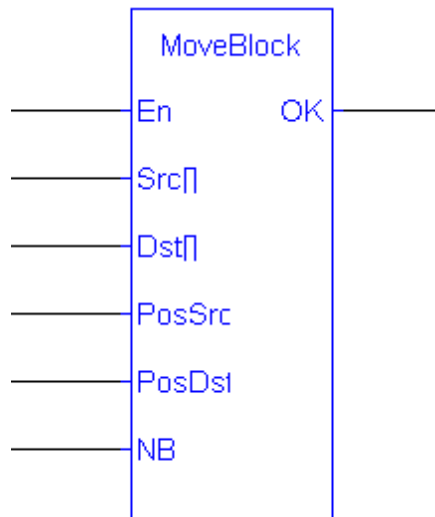 MoveBlock
En OK
Src[]
Dst[]
PosSrc
PosDst
NB